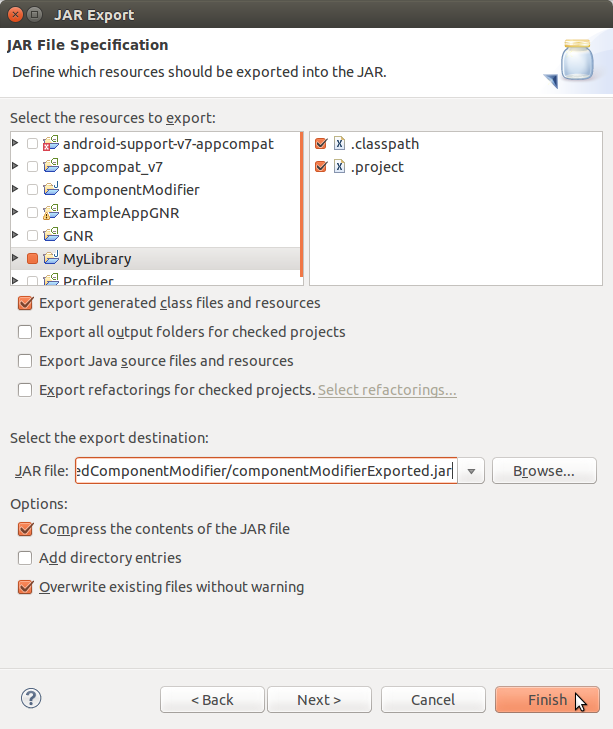 JAR Export
JAR File Specification
Define which resources should be exported into the JAR.
Select the resources to export:
android-support-v7-appcompat
appcompat_v7
ComponentModifier
ExampleAppGNR
GNR
MyLibrary
Profiler
.classpath
.project
Export generated class files and resources
Export all output folders for checked projects
Export Java source files and resources
Export refactorings for checked projects. Select refactorings...
Select the export destination:
JAR file: edComponentModifier/componentModifierExported.jar Browse...
Options:
Compress the contents of the JAR file
Add directory entries
Overwrite existing files without warning
? < Back Next > Cancel Finish